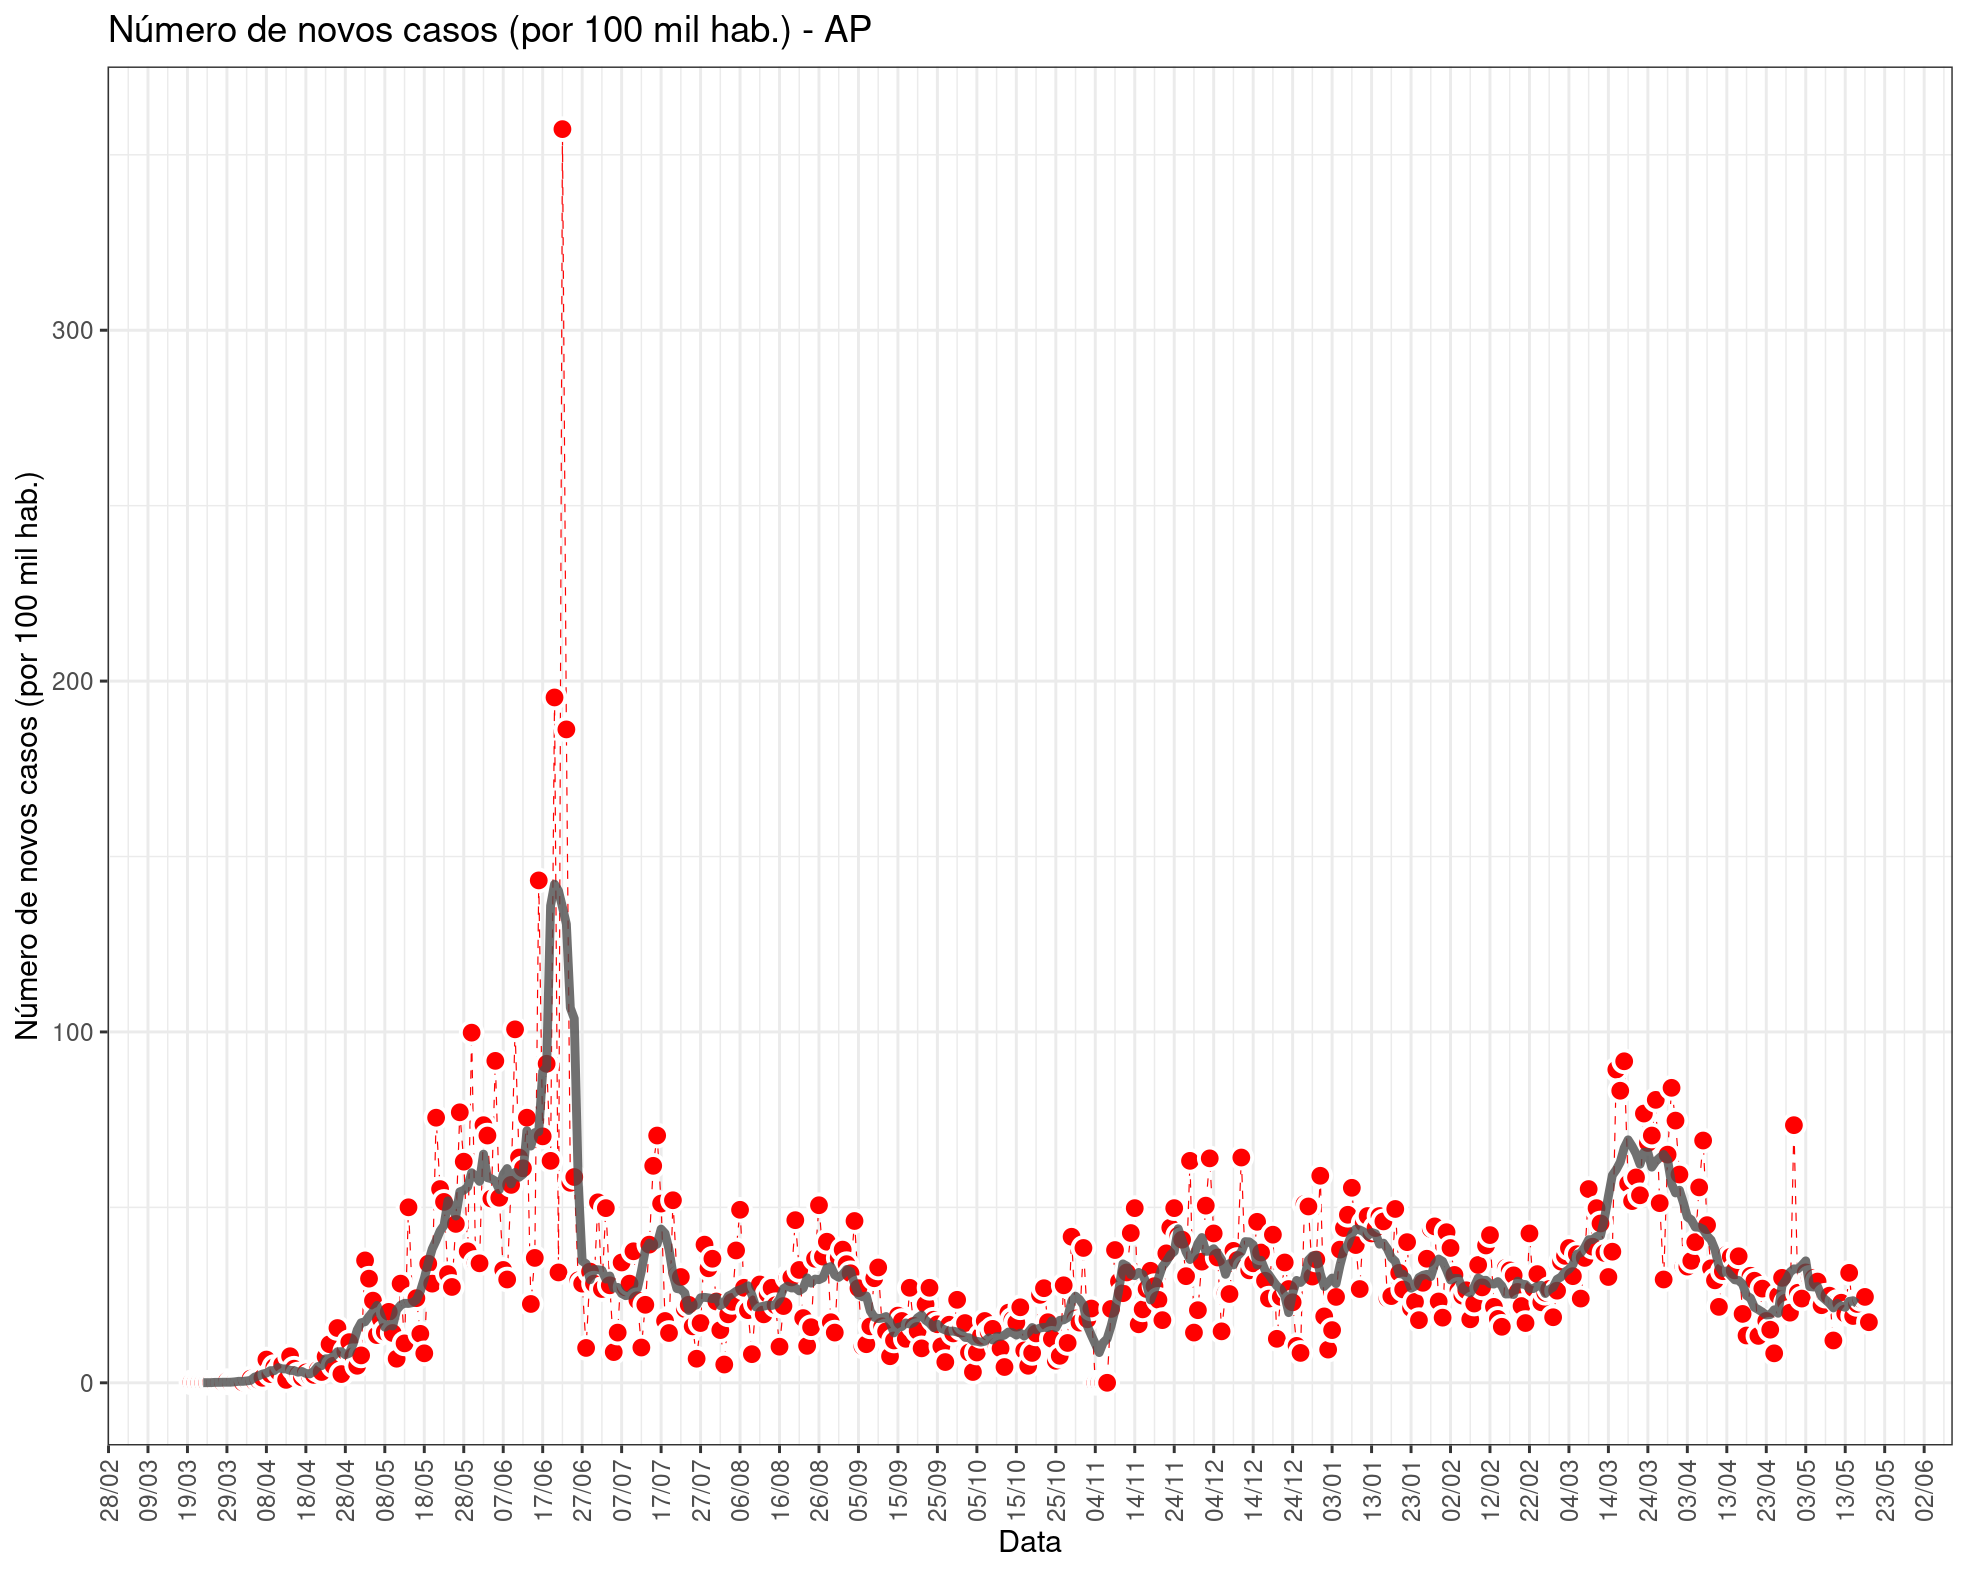 Número de novos casos (por 100 mil hab.) - AP
Número de novos casos (por 100 mil hab.)
300
200
100
0
28/02 09/03 19/03 29/03 08/04 18/04 28/04 08/05 18/05 28/05 07/06 17/06 27/06 07/07 17/07 27/07 06/08 16/08 26/08 05/09 15/09 25/09 05/10 15/10 25/10 04/11 14/11 24/11 04/12 14/12 24/12 03/01 13/01 23/01 02/02 12/02 22/02 04/03 14/03 24/03 03/04 13/04 23/04 03/05 13/05 23/05 02/06
Data